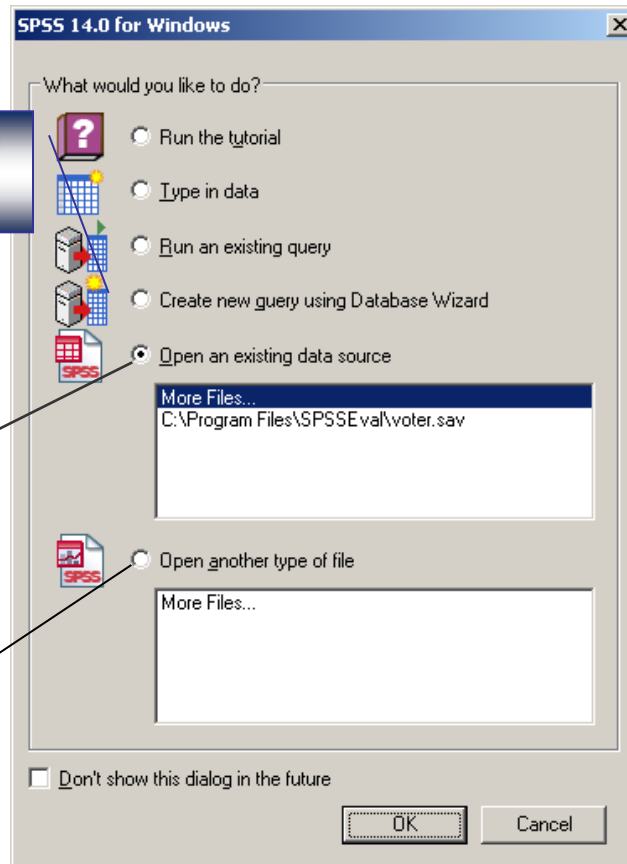 SPSS 14.0 for Windows
What would you like to do?
?
Run the tutorial
Type in data
Run an existing query
Create new query using Database Wizard
SPSS
Open an existing data source
More Files...
C:\Program Files\SPSSEval\voter.sav
SPSS
Open another type of file
More Files...
Don't show this dialog in the future
OK
Cancel